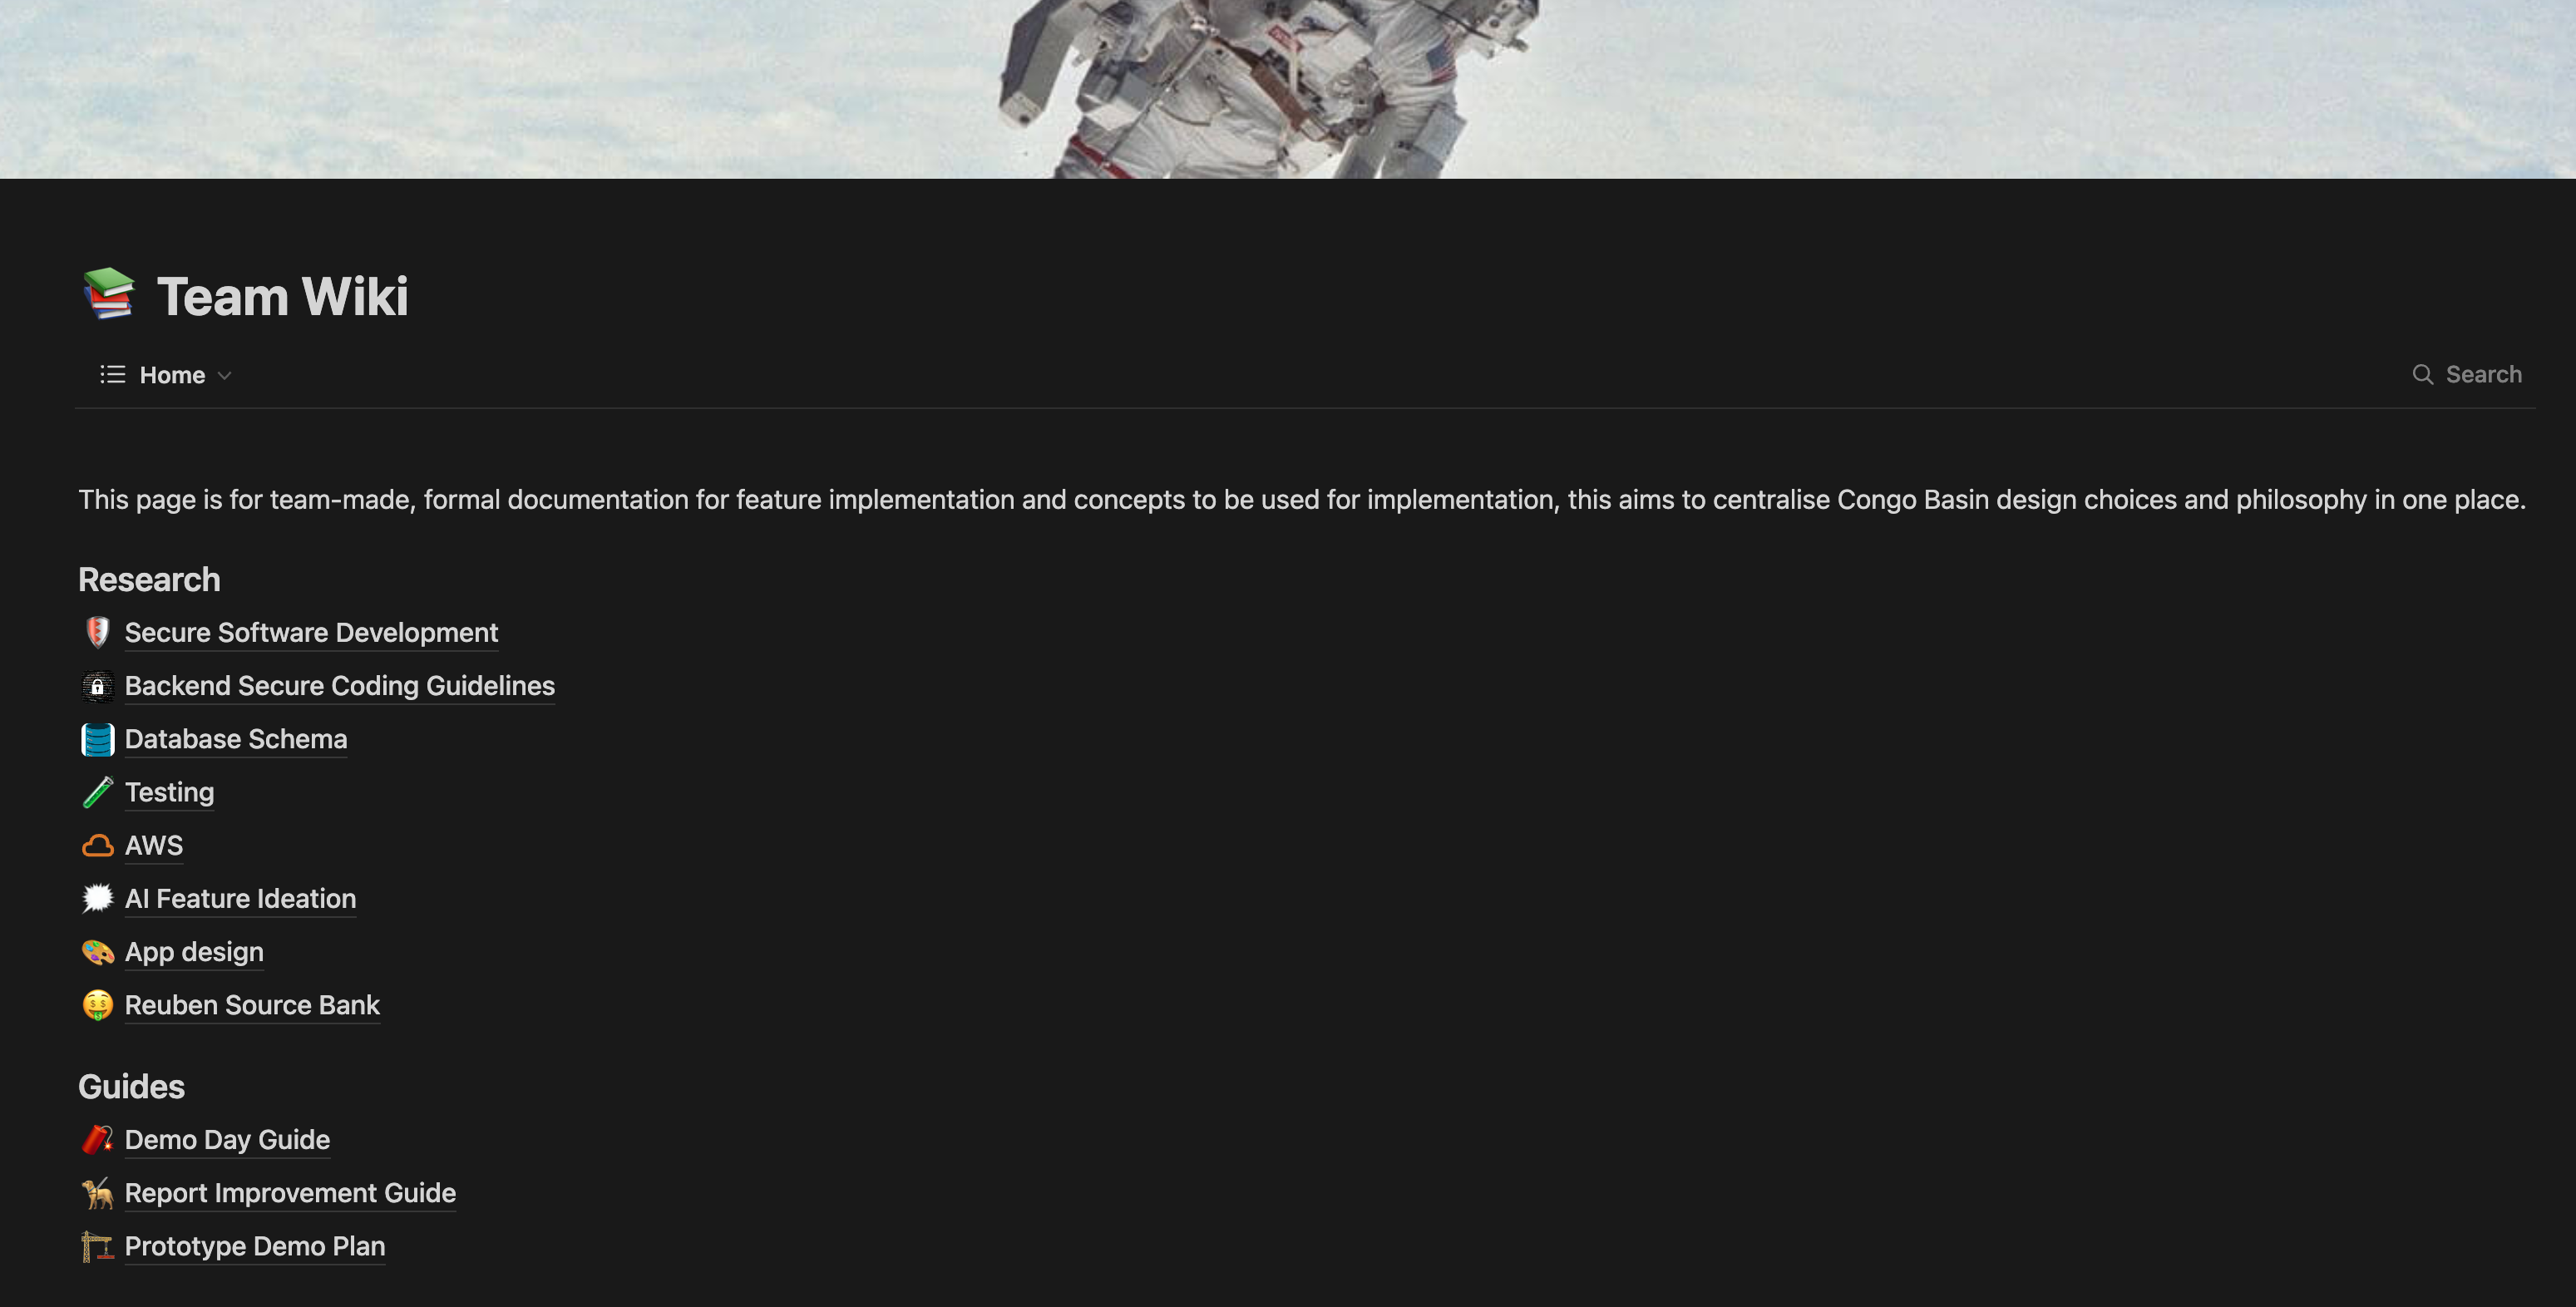 Team Wiki
Home
Search
This page is for team-made, formal documentation for feature implementation and concepts to be used for implementation, this aims to centralise Congo Basin design choices and philosophy in one place.
Research
Secure Software Development
Backend Secure Coding Guidelines
Database Schema
Testing
AWS
AI Feature Ideation
App design
Reuben Source Bank
Guides
Demo Day Guide
Report Improvement Guide
Prototype Demo Plan